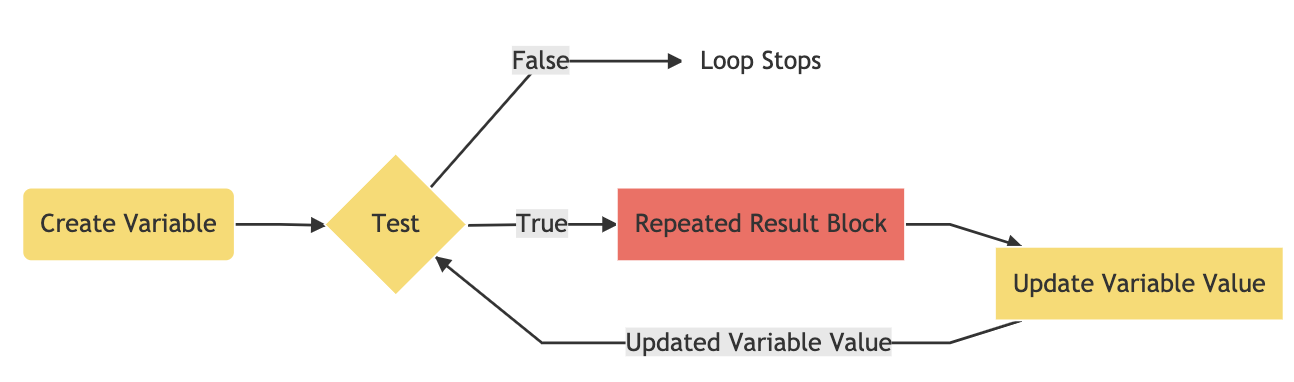 False
Loop Stops
Create Variable
Test
True
Repeated Result Block
Update Variable Value
Updated Variable Value